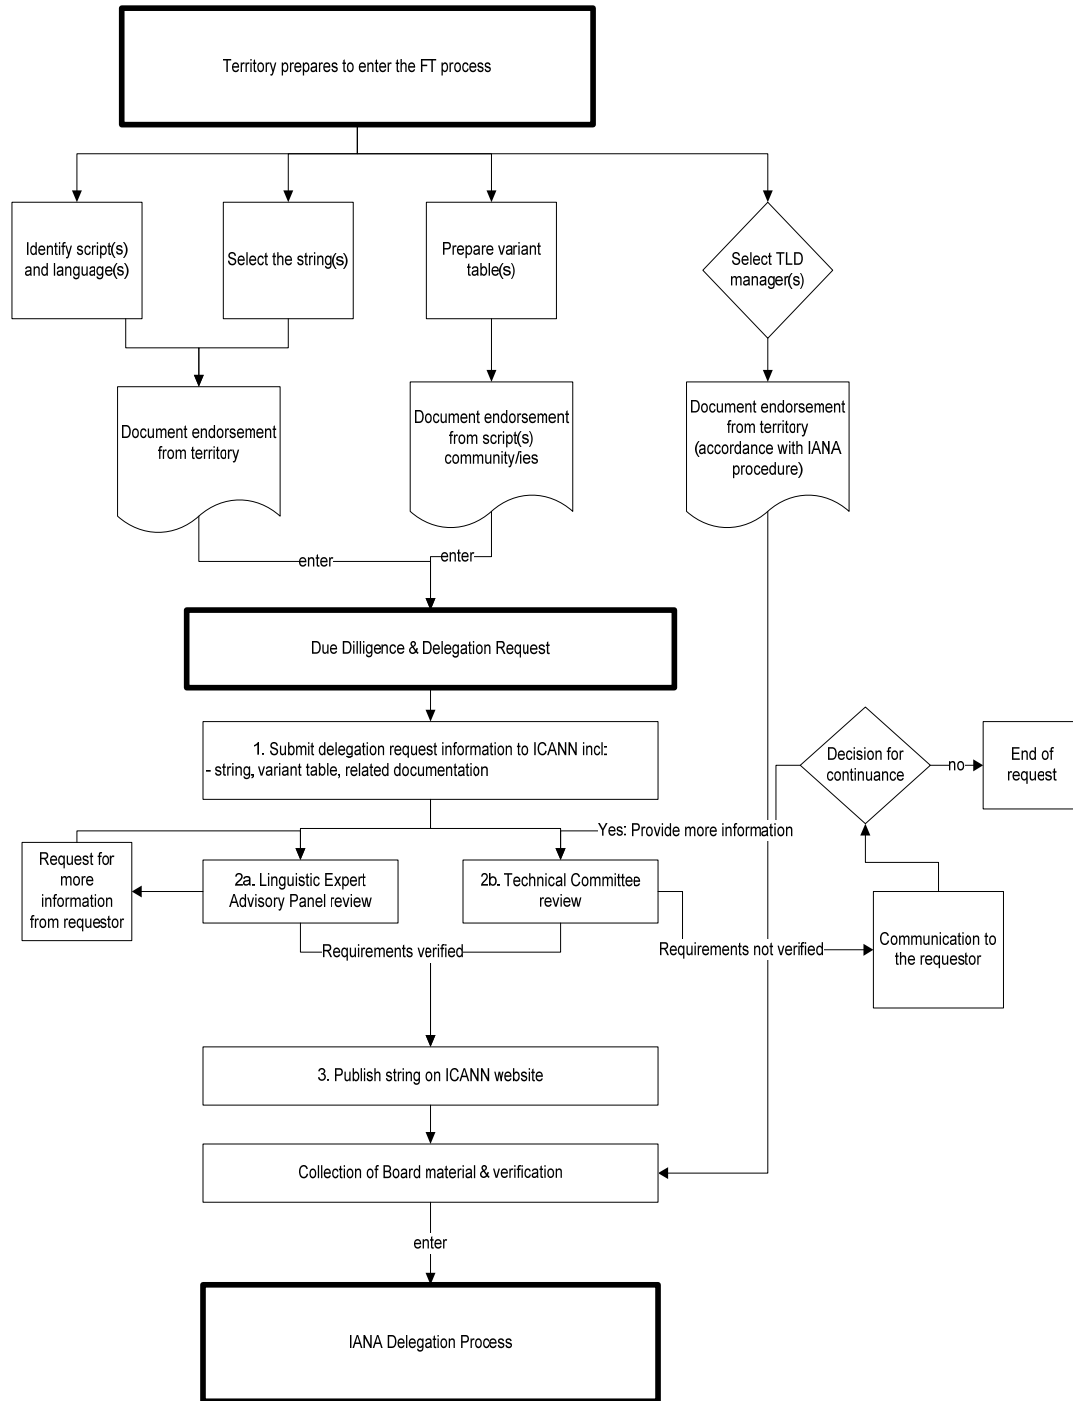 Territory prepares to enter the FT process
Identify script(s)
and language(s)
Select the string(s)
Prepare variant
table(s)
Select TLD
manager(s)
Document endorsement
from territory
Document endorsement
from script(s)
community/ies
Document endorsement
from territory
(accordance with IANA
procedure)
enter
enter
Due Dilligence & Delegation Request
1. Submit delegation request information to ICANN incl:
- string, variant table, related documentation
Decision for
continuance
no
End of
request
Yes: Provide more information
Request for
more
information
from requestor
2a. Linguistic Expert
Advisory Panel review
2b. Technical Committee
review
Requirements verified
Requirements not verified
Communication to
the requestor
3. Publish string on ICANN website
Collection of Board material & verification
enter
IANA Delegation Process